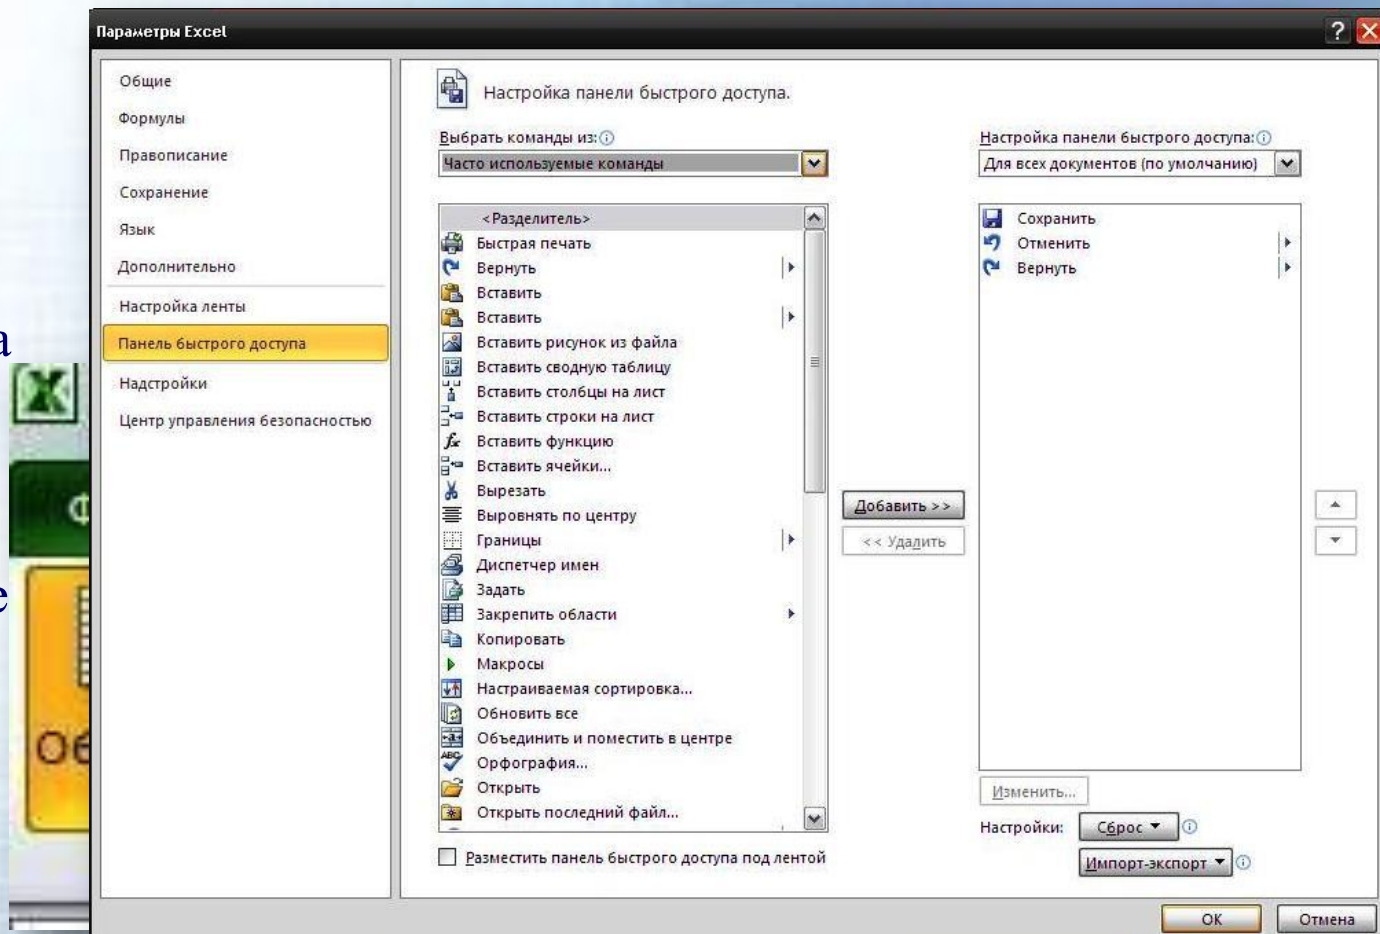 Параметры Excel
Общие
Формулы
Правописание
Сохранение
Язык
Дополнительно
Настройка ленты
Панель быстрого доступа
Надстройки
Центр управления безопасностью
Настройка панели быстрого доступа.
Выбрать команды из:
Часто используемые команды
<Разделитель>
Быстрая печать
Вернуть
Вставить
Вставить
Вставить рисунок из файла
Вставить сводную таблицу
Вставить столбцы на лист
Вставить строки на лист
Вставить функцию
Вставить ячейки...
Вырезать
Выровнять по центру
Границы
Диспетчер имен
Задать
Закрепить области
Копировать
Макросы
Настраиваемая сортировка...
Обновить все
Объединить и поместить в центре
Орфография...
Открыть
Открыть последний файл...
Разместить панель быстрого доступа под лентой
Добавить >>
<< Удалить
Настройка панели быстрого доступа:
Для всех документов (по умолчанию)
Сохранить
Отменить
Вернуть
Изменить...
Настройки: Сброс
Импорт-экспорт
ОК
Отмена